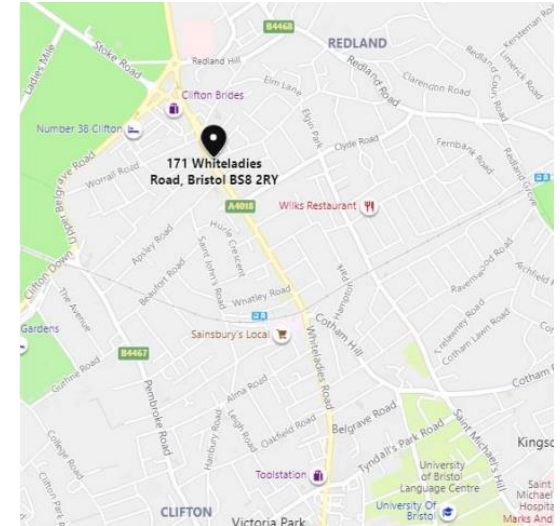 B4468
REDLAND
Kersteman Road
Limerick Road
Ladies Mile
Stoke Road
Redland Hill
Redland Road
Redland Court Road
Clarendon Road
Elm Lane
Clifton Brides
Elgin Park
Number 38 Clifton
Clyde Road
Fernbank Road
Redland Grove
171 Whiteladies
Road, Bristol BS8 2RY
Worrall Road
Upper Belgrave Road
A4018
Wilks Restaurant
Apsley Road
Hurle Crescent
Saint John's Road
Clifton Down
Beaufort Road
Hampton Park
Ravenswood Road
Archfield
The Avenue
Whatley Road
Cotham Hill
Trelawney Road
Cotham Lawn Road
Gardens
Sainsbury's Local
Whiteladies Road
B4467
Guthrie Road
Pembroke Road
Alma Road
Cotham
Hanbury Road
Leigh Road
Oakfield Road
Belgrave Road
Tyndall's Park Road
Saint Michael's Hill
College Road
Clifton Park
Kingsd
Toolstation
University
of Bristol
Language Centre
University Of
Bristol
Saint
Michael
Hospit
Marks And
CLIFTON
Victoria Park